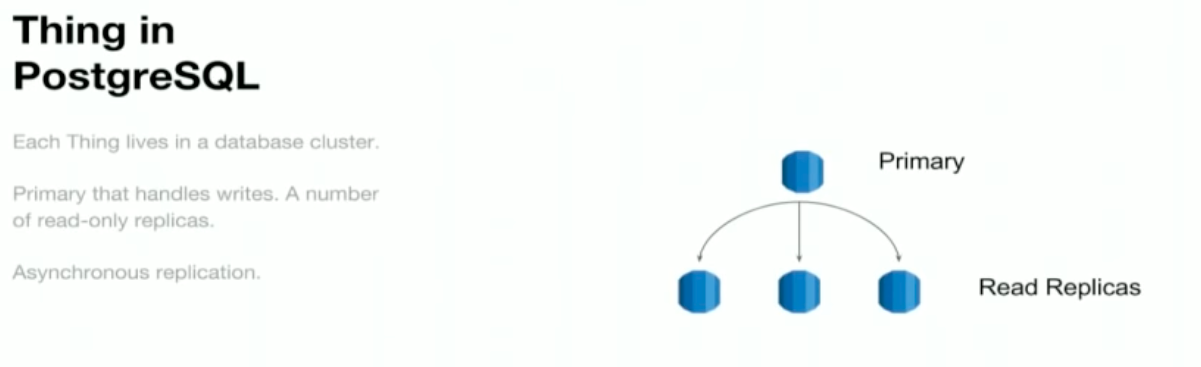 Thing in
PostgreSQL
Each Thing lives in a database cluster.
Primary that handles writes. A number
of read-only replicas.
Asynchronous replication.
Primary
Read Replicas